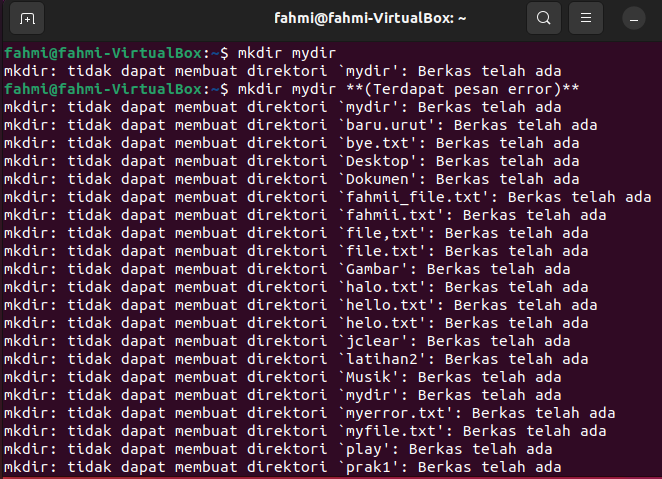 fahmi@fahmi-VirtualBox: ~
fahmi@fahmi-VirtualBox:~$ mkdir mydir
mkdir: tidak dapat membuat direktori `mydir': Berkas telah ada
fahmi@fahmi-VirtualBox:~$ mkdir mydir **(Terdapat pesan error)**
mkdir: tidak dapat membuat direktori `mydir': Berkas telah ada
mkdir: tidak dapat membuat direktori `baru.urut': Berkas telah ada
mkdir: tidak dapat membuat direktori `bye.txt': Berkas telah ada
mkdir: tidak dapat membuat direktori `Desktop': Berkas telah ada
mkdir: tidak dapat membuat direktori `Dokumen': Berkas telah ada
mkdir: tidak dapat membuat direktori `fahmii_file.txt': Berkas telah ada
mkdir: tidak dapat membuat direktori `fahmii.txt': Berkas telah ada
mkdir: tidak dapat membuat direktori `file,txt': Berkas telah ada
mkdir: tidak dapat membuat direktori `file.txt': Berkas telah ada
mkdir: tidak dapat membuat direktori `Gambar': Berkas telah ada
mkdir: tidak dapat membuat direktori `halo.txt': Berkas telah ada
mkdir: tidak dapat membuat direktori `hello.txt': Berkas telah ada
mkdir: tidak dapat membuat direktori `helo.txt': Berkas telah ada
mkdir: tidak dapat membuat direktori `jclear': Berkas telah ada
mkdir: tidak dapat membuat direktori `latihan2': Berkas telah ada
mkdir: tidak dapat membuat direktori `Musik': Berkas telah ada
mkdir: tidak dapat membuat direktori `mydir': Berkas telah ada
mkdir: tidak dapat membuat direktori `myerror.txt': Berkas telah ada
mkdir: tidak dapat membuat direktori `myfile.txt': Berkas telah ada
mkdir: tidak dapat membuat direktori `play': Berkas telah ada
mkdir: tidak dapat membuat direktori `prak1': Berkas telah ada